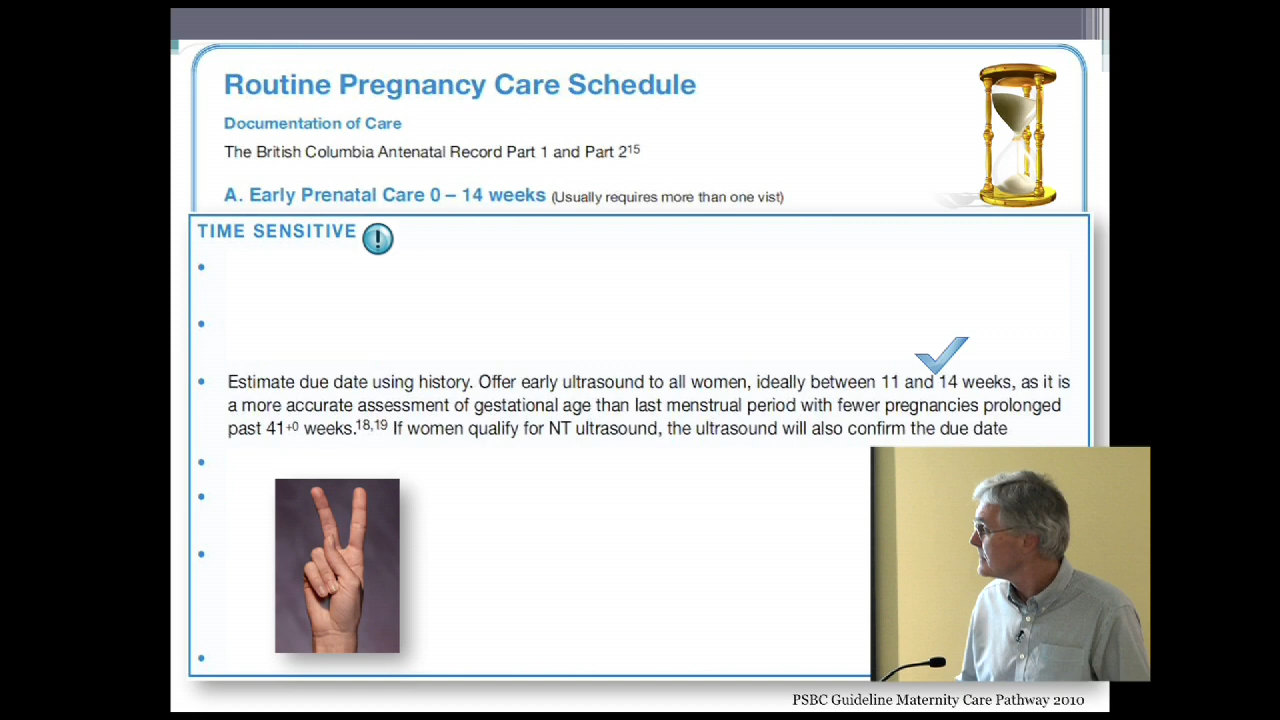 Routine Pregnancy Care Schedule
Documentation of Care
The British Columbia Antenatal Record Part 1 and Part 215
A. Early Prenatal Care 0 – 14 weeks (Usually requires more than one vist)
TIME SENSITIVE !
• Estimate due date using history. Offer early ultrasound to all women, ideally between 11 and 14 weeks, as it is
a more accurate assessment of gestational age than last menstrual period with fewer pregnancies prolonged
past 41+0 weeks.18,19 If women qualify for NT ultrasound, the ultrasound will also confirm the due date
PSBC Guideline Maternity Care Pathway 2010